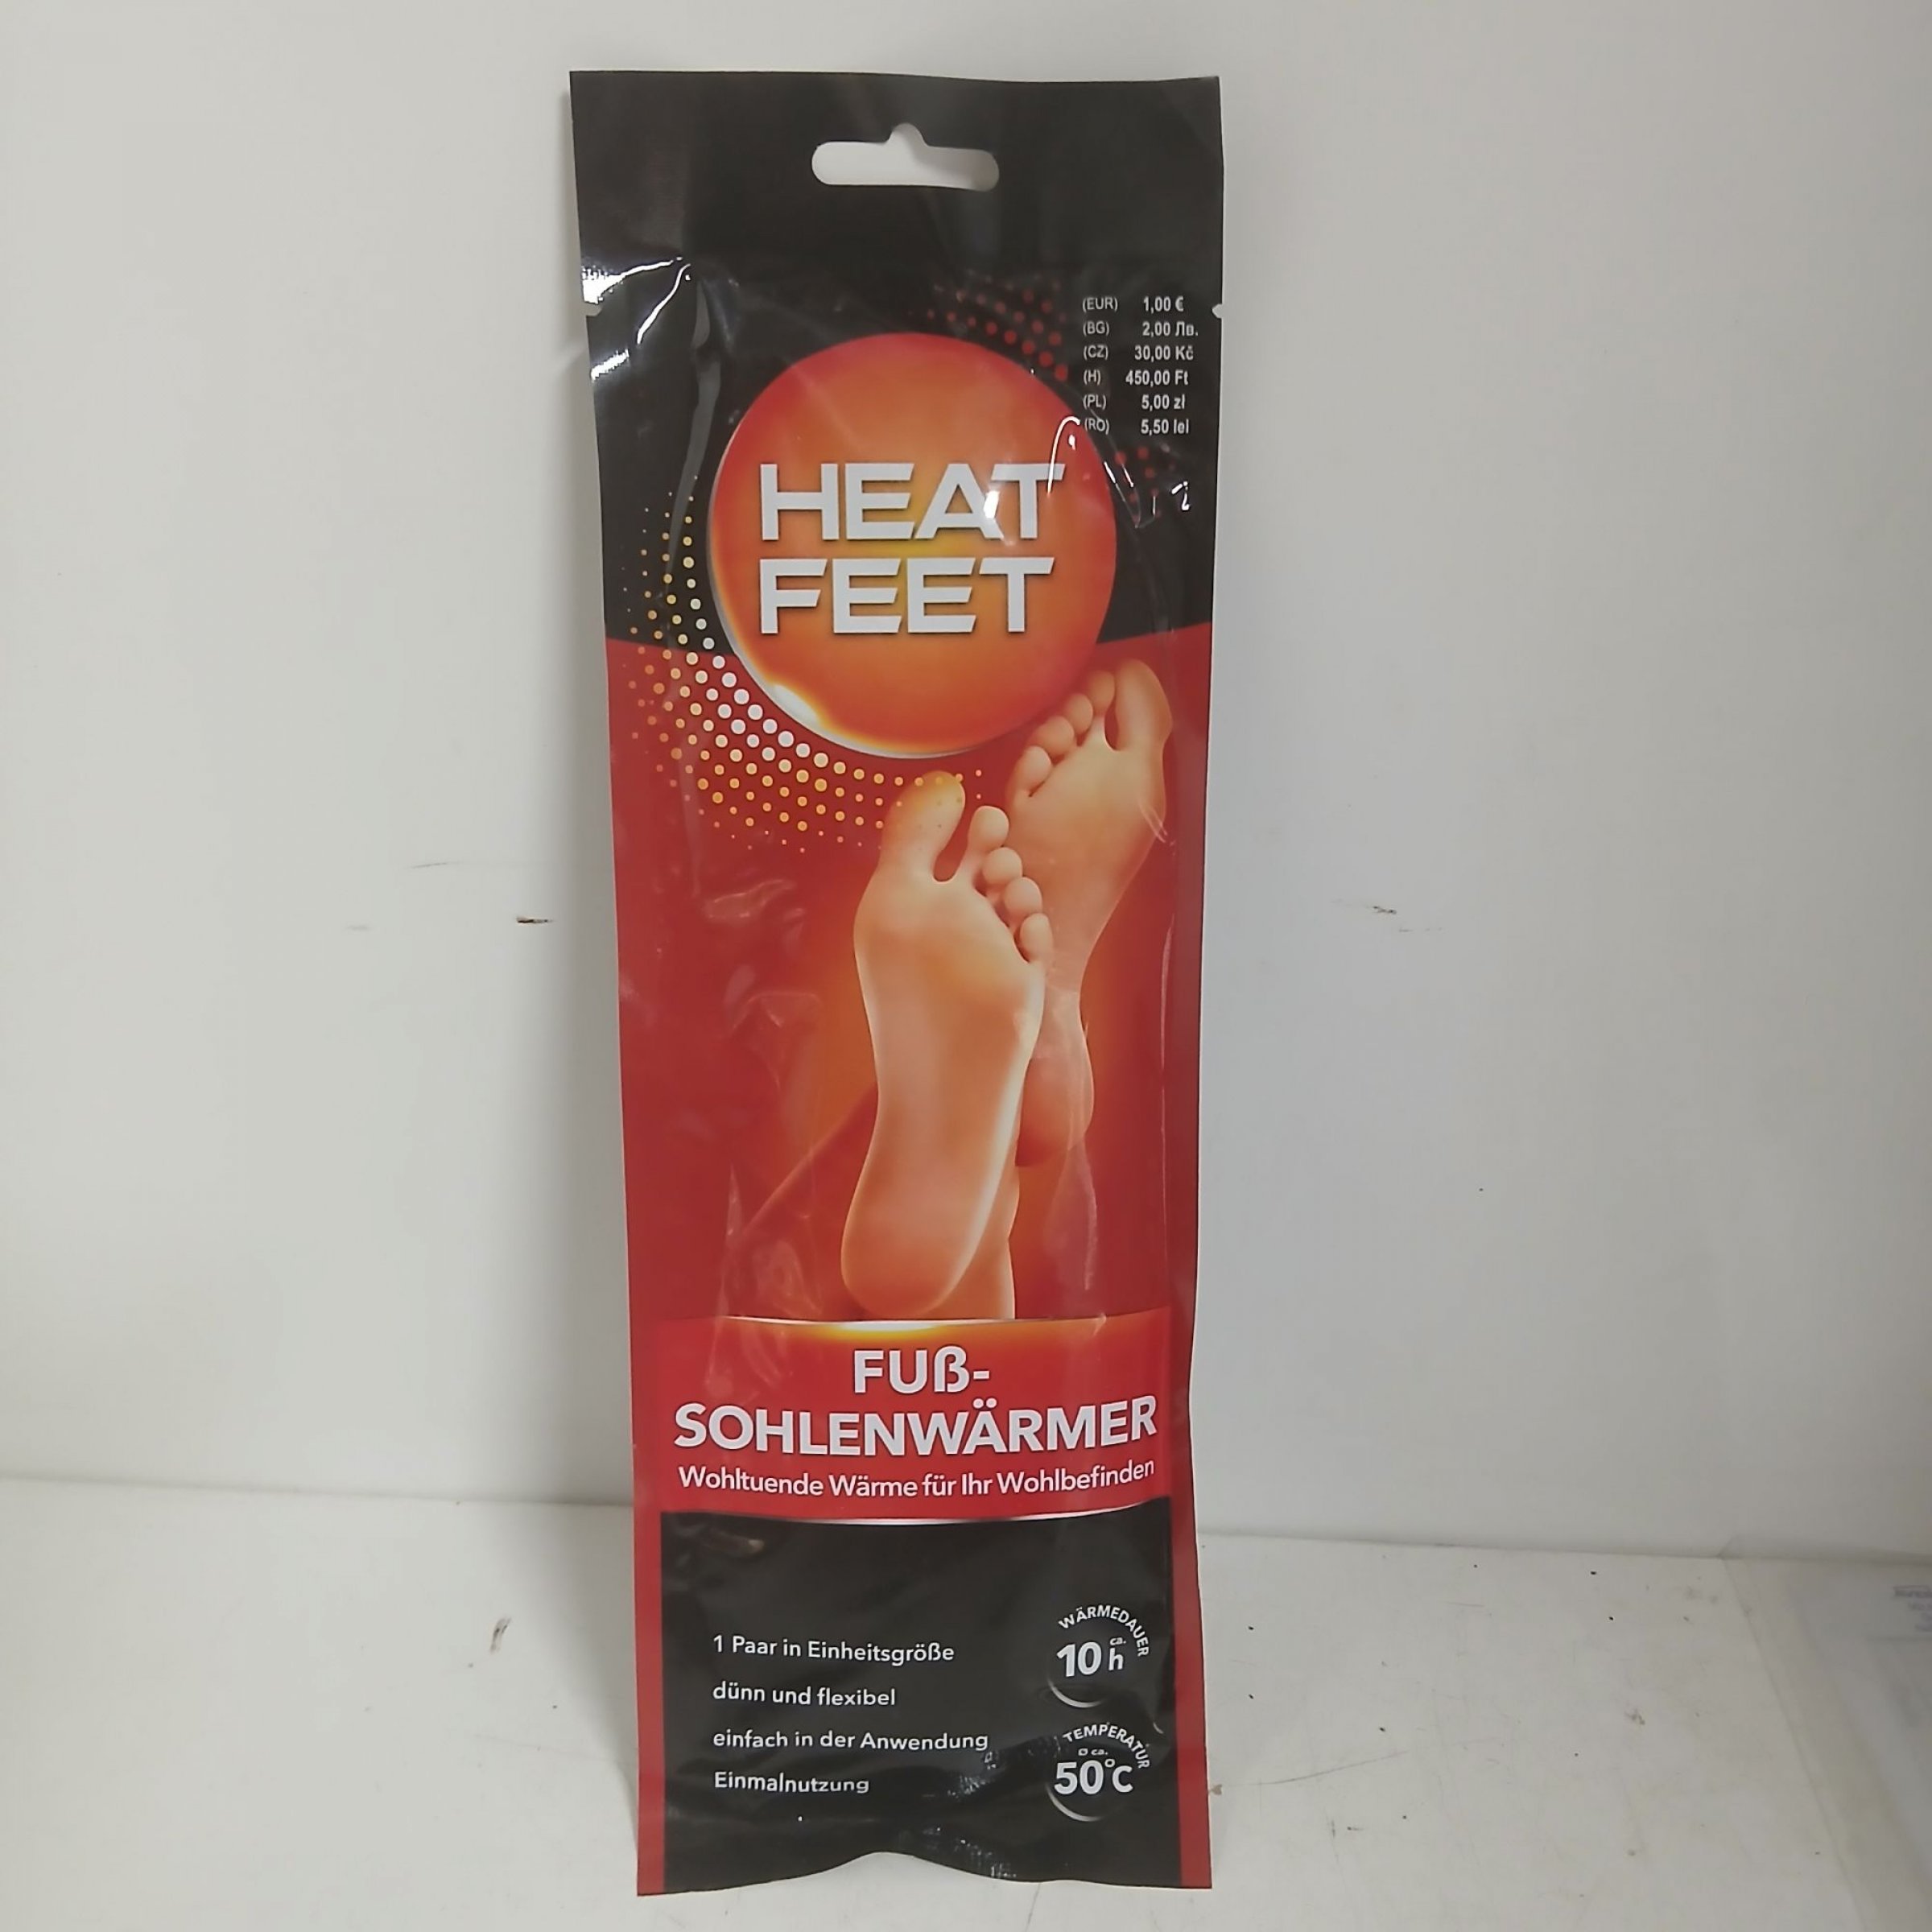 (EUR) 1,00 €
(BG) 2,00 Лв.
(CZ) 30,00 Kč
(H) 450,00 Ft
(PL) 5,00 zł
(RO) 5,50 lei
HEAT
FEET
FUß-
SOHLENWÄRMER
Wohltuende Wärme für Ihr Wohlbefinden
1 Paar in Einheitsgröße
dünn und flexibel
einfach in der Anwendung
Einmalnutzung
WÄRMEDAUER
ca.
10 h
TEMPERATUR
Ø ca.
50°C